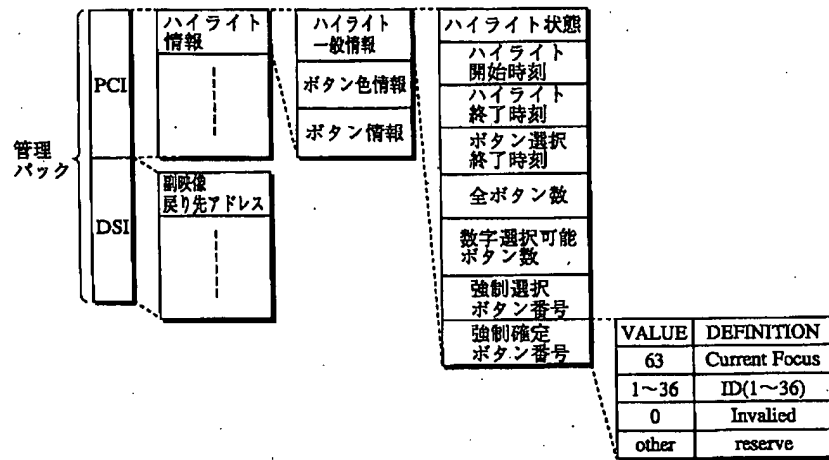 管理
パック
PCI
DSI
ハイライト
情報
副映像
戻り先アドレス
ハイライト
一般情報
ボタン色情報
ボタン情報
ハイライト状態
ハイライト
開始時刻
ハイライト
終了時刻
ボタン選択
終了時刻
全ボタン数
数字選択可能
ボタン数
強制選択
ボタン番号
強制確定
ボタン番号
VALUE DEFINITION
63 Current Focus
1～36 ID(1～36)
0 Invalied
other reserve